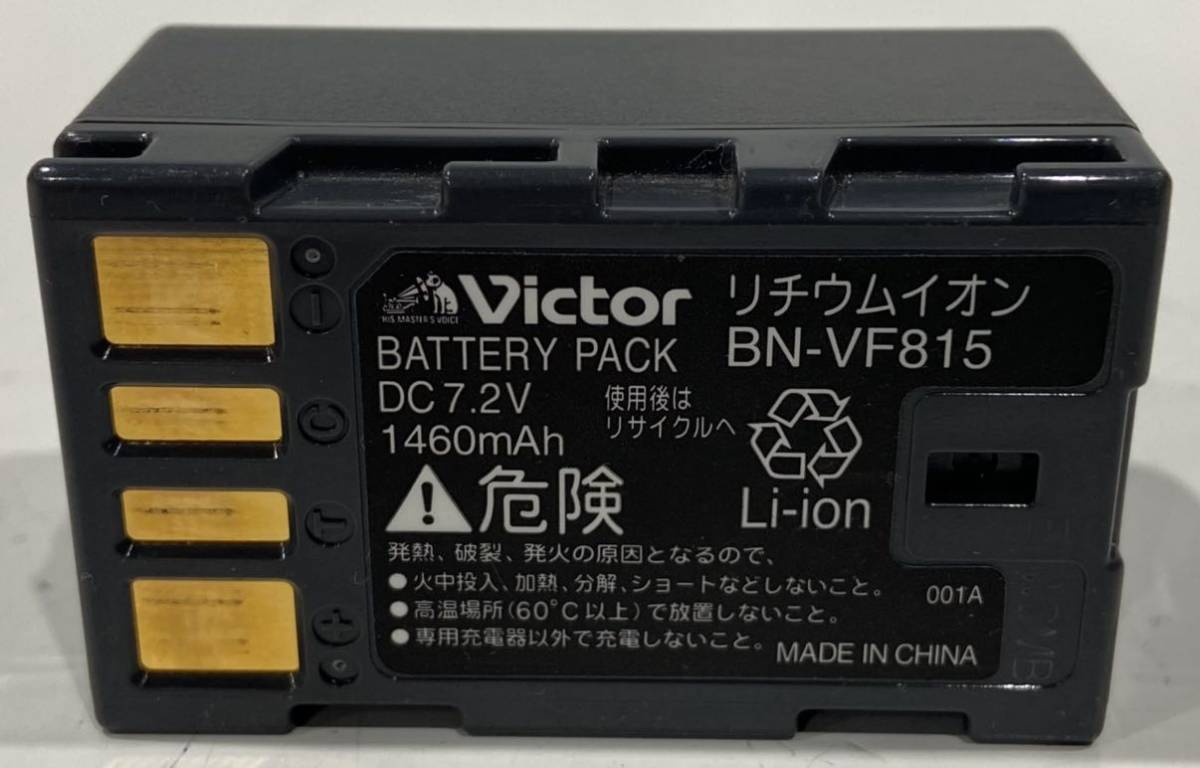 HIS MASTER'S VOICE
Victor
リチウムイオン
BATTERY PACK
BN-VF815
DC 7.2V
1460mAh
使用後は
リサイクルへ
Li-ion
危険
発熱、破裂、発火の原因となるので、
●火中投入、加熱、分解、ショートなどしないこと。
●高温場所(60°C以上)で放置しないこと。
●専用充電器以外で充電しないこと。
001A
MADE IN CHINA
−
C
T
+